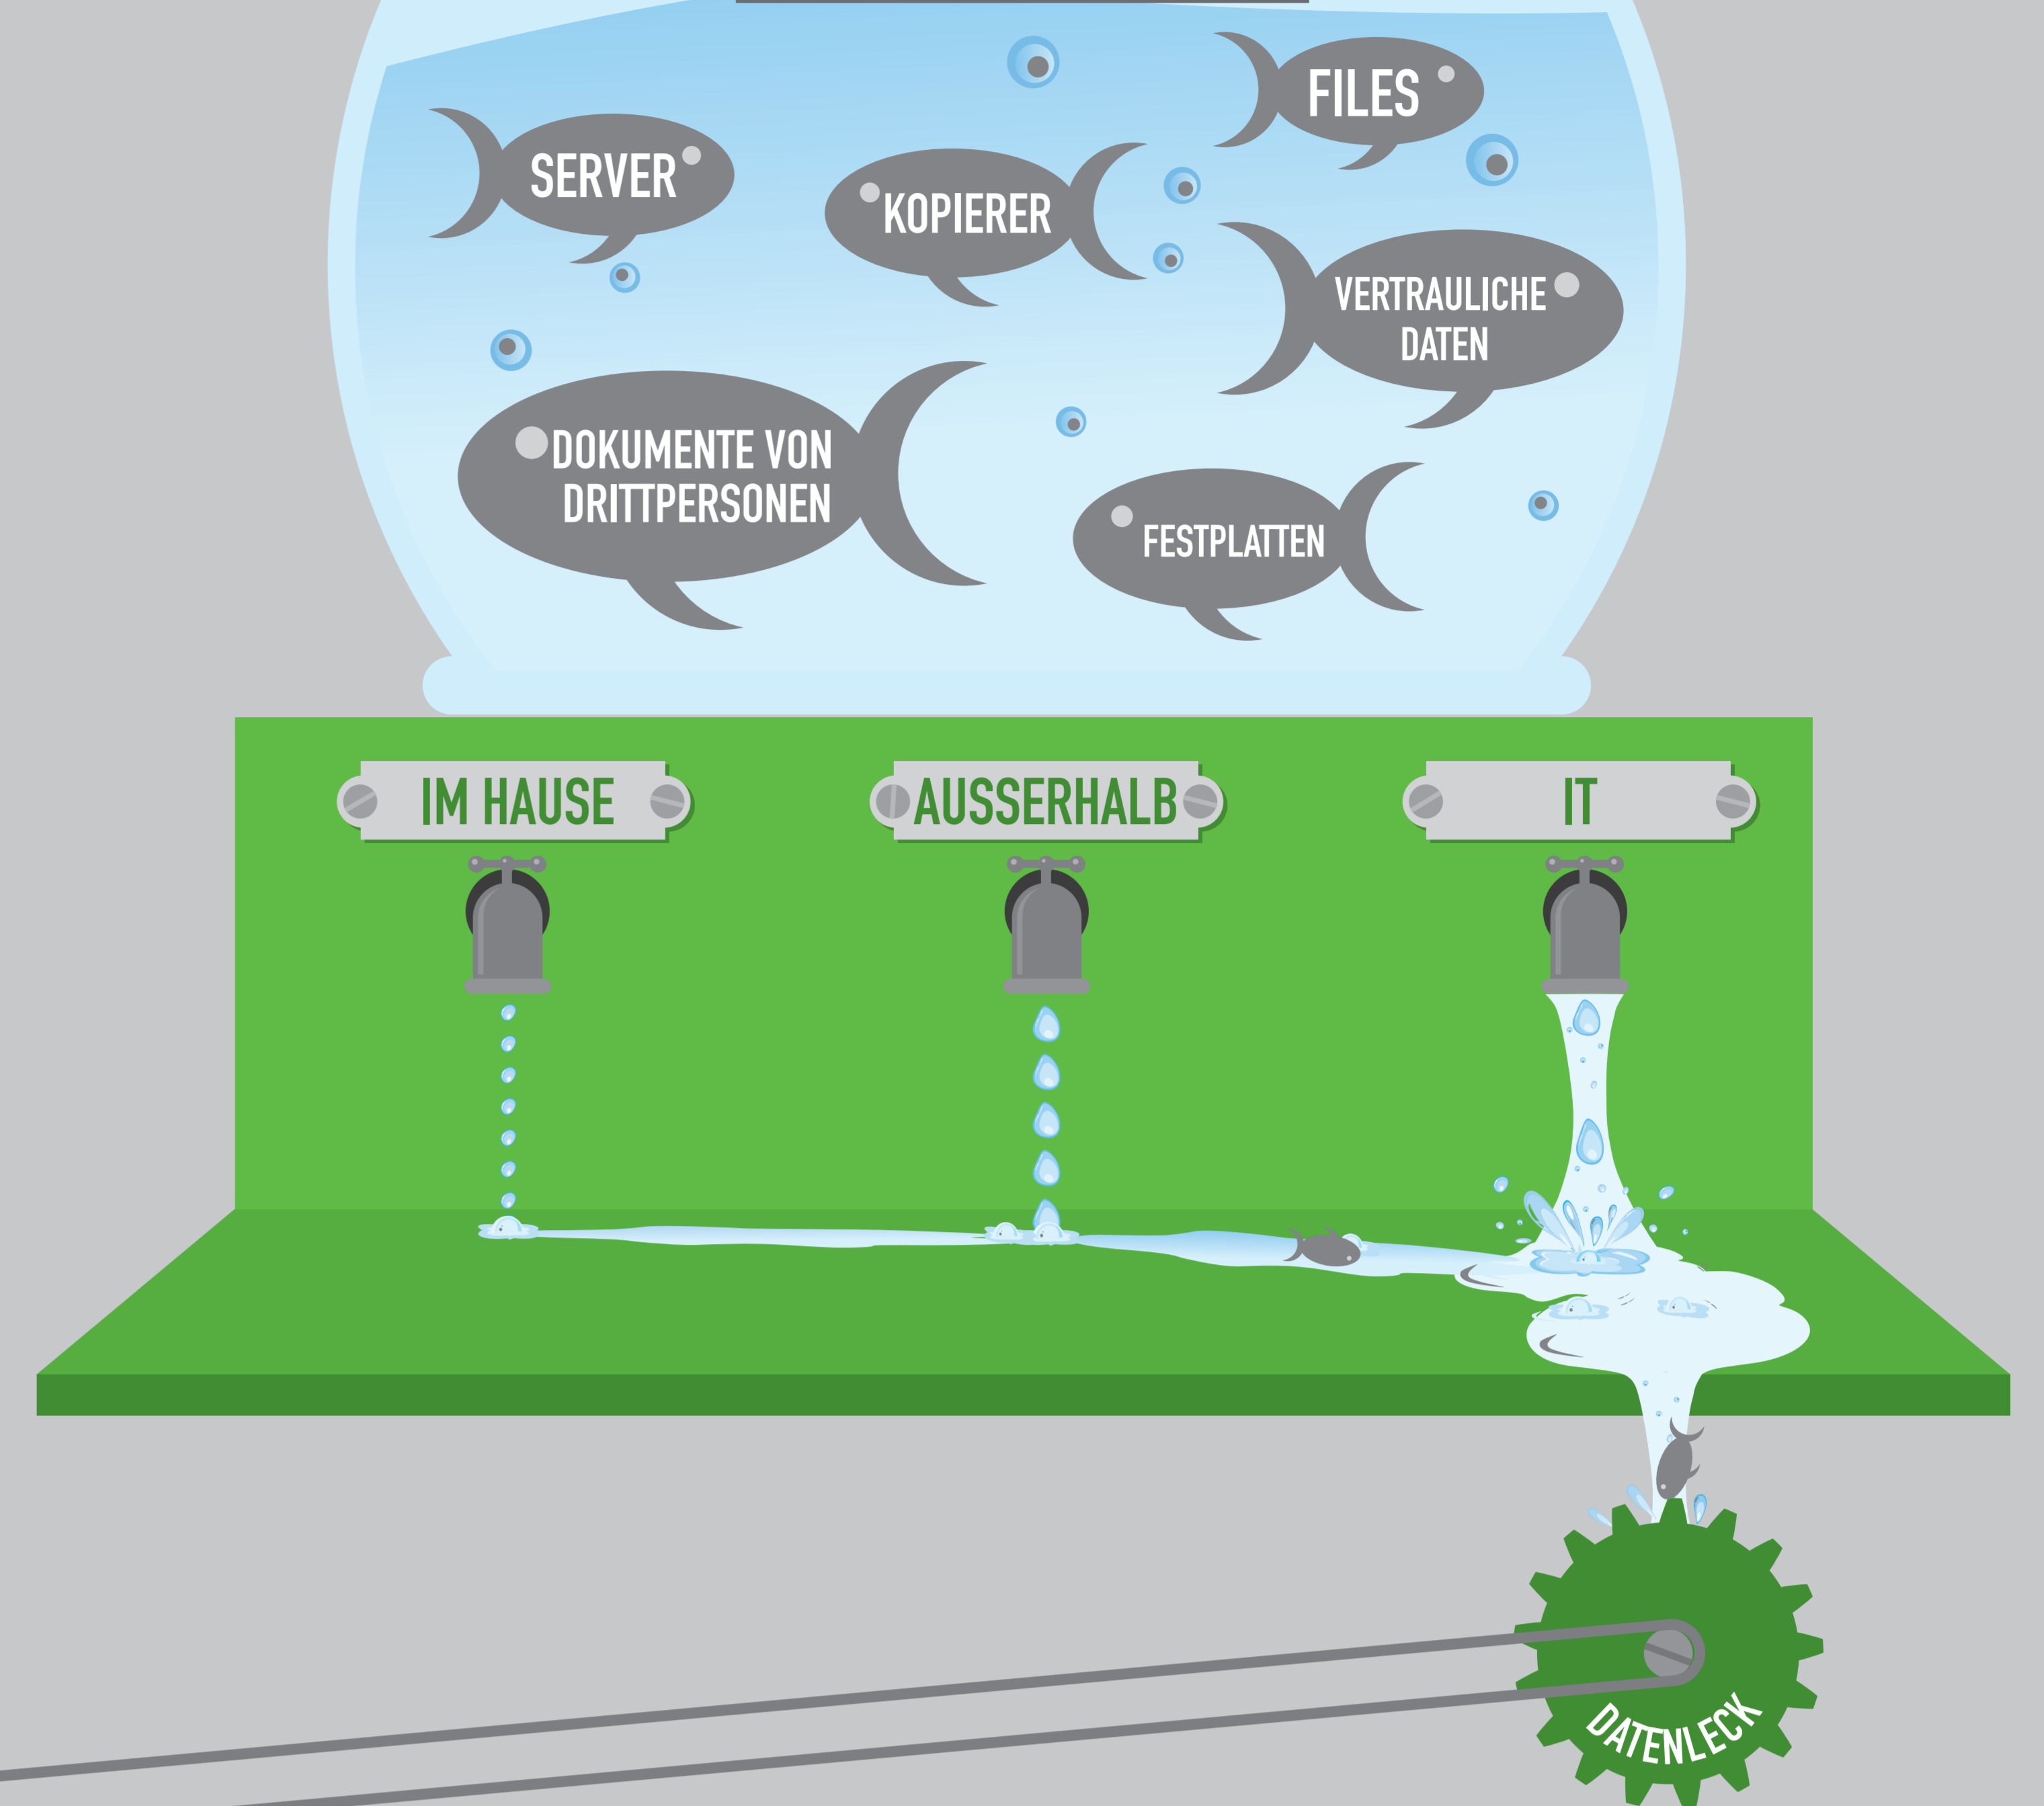 FILES
SERVER
KOPIERER
VERTRAULICHE
DATEN
DOKUMENTE VON
DRITTPERSONEN
FESTPLATTEN
IM HAUSE
AUSSERHALB
IT
DATENLECK